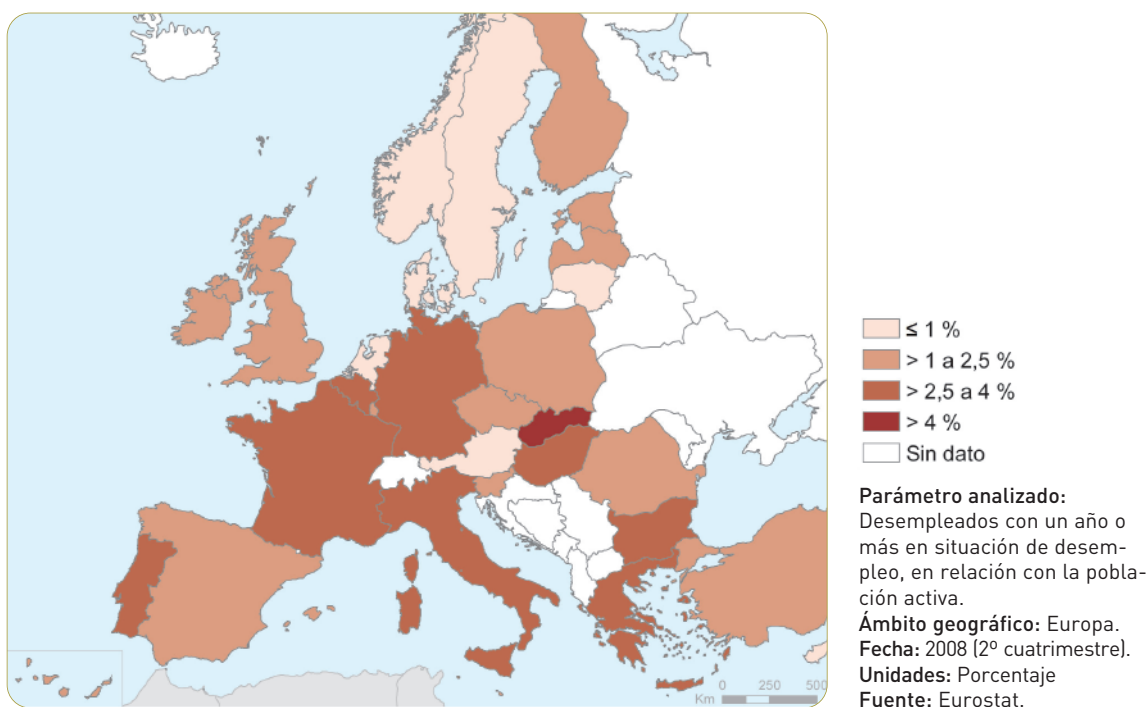 ≤ 1 %
> 1 a 2,5 %
> 2,5 a 4 %
> 4 %
Sin dato
Parámetro analizado:
Desempleados con un año o
más en situación de desem-
pleo, en relación con la pobla-
ción activa.
Ámbito geográfico: Europa.
Fecha: 2008 (2º cuatrimestre).
Unidades: Porcentaje
Fuente: Eurostat.
0 250 500
Km